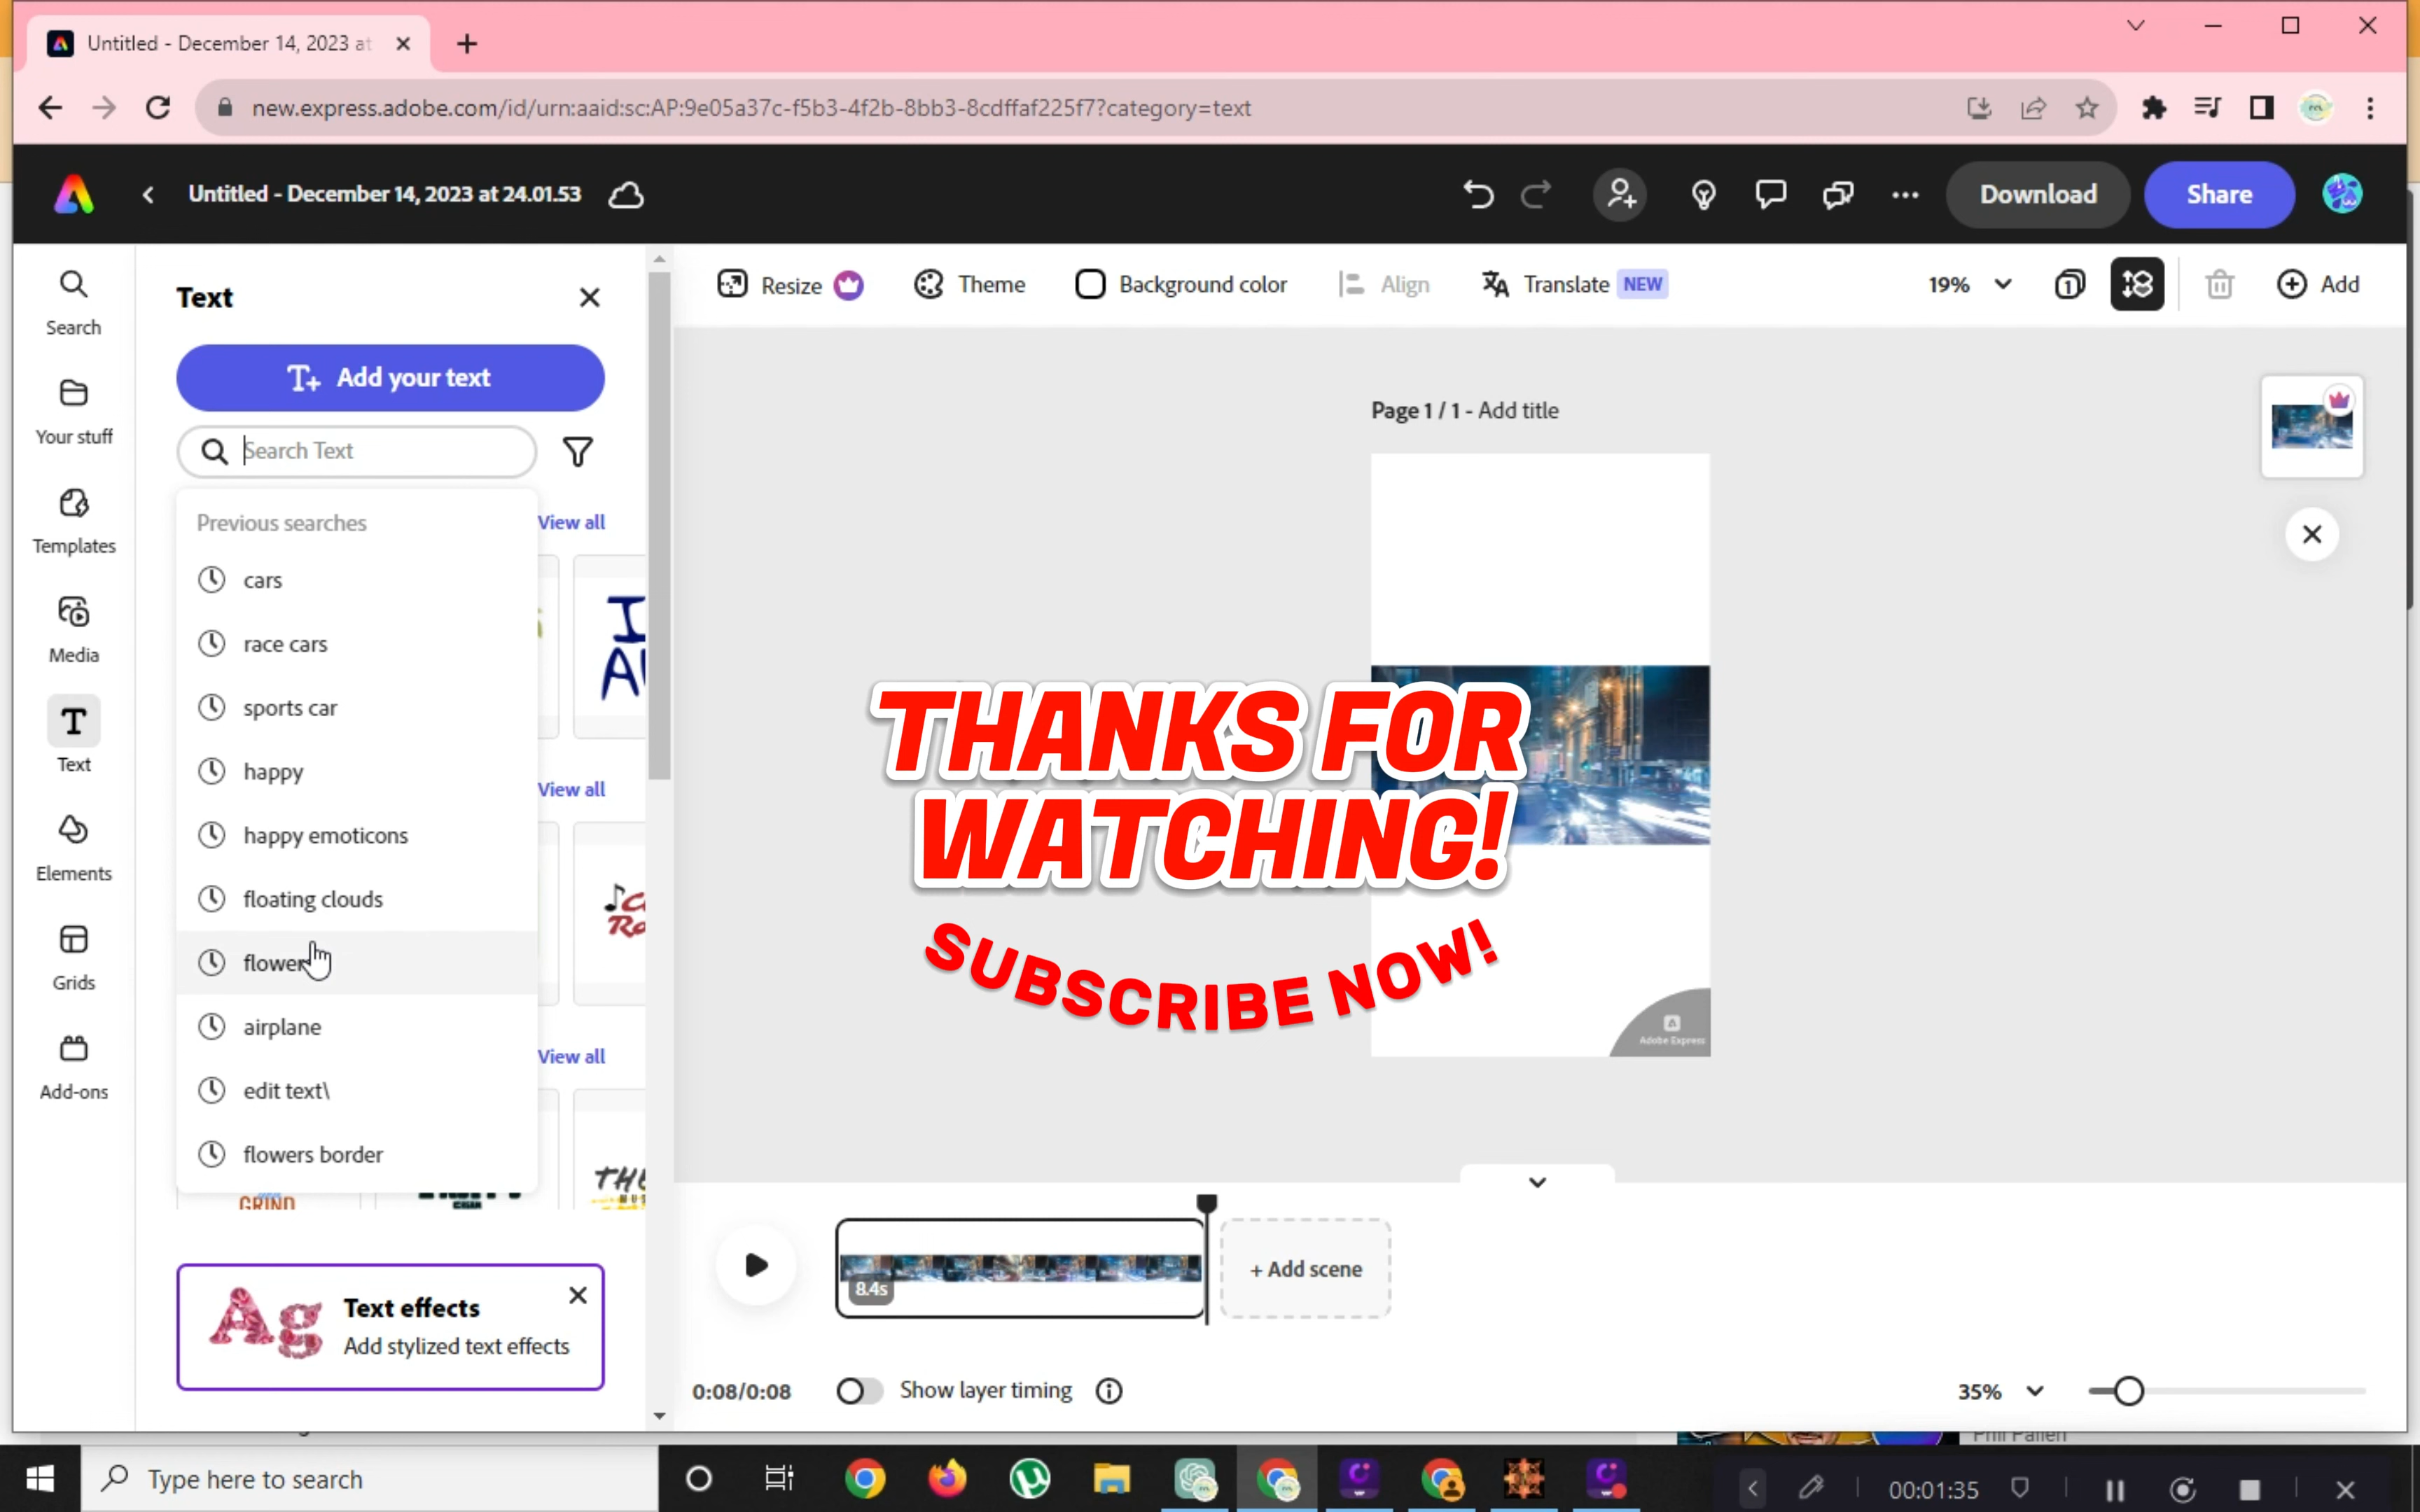 Untitled - December 14, 2023 at
new.express.adobe.com/id/urn:aaid:sc:AP:9e05a37c-f5b3-4f2b-8bb3-8cdffaf225f7?category=text
Untitled - December 14, 2023 at 24.01.53
Download
Share
Search
Your stuff
Templates
Media
Text
Elements
Grids
Add-ons
Text
Add your text
Search Text
Previous searches
cars
race cars
sports car
happy
happy emoticons
floating clouds
flower
airplane
edit text\
flowers border
View all
View all
View all
GRIND
Text effects
Add stylized text effects
Resize
Theme
Background color
Align
Translate NEW
19%
Add
Page 1 / 1 - Add title
THANKS FOR
WATCHING!
SUBSCRIBE NOW!
Adobe Express
8.4s
+ Add scene
0:08/0:08
Show layer timing
35%
Type here to search
00:01:35